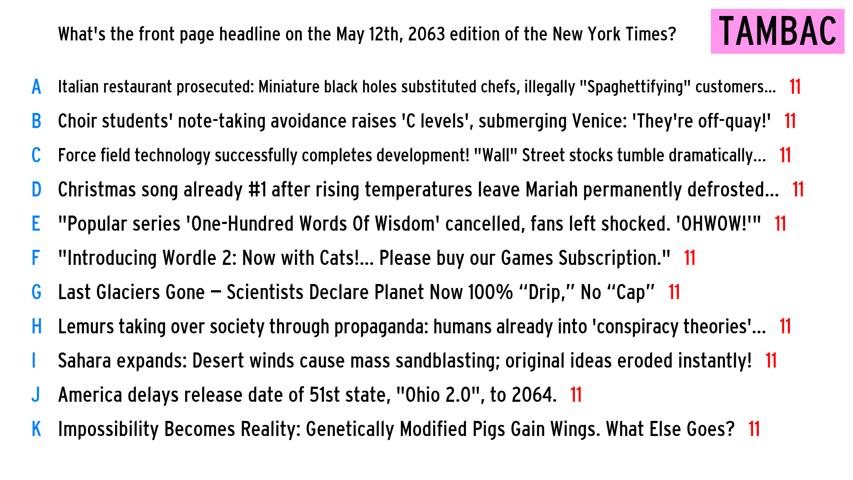 What's the front page headline on the May 12th, 2063 edition of the New York Times?
TAMBAC
A Italian restaurant prosecuted: Miniature black holes substituted chefs, illegally "Spaghettifying" customers... 11
B Choir students' note-taking avoidance raises 'C levels', submerging Venice: 'They're off-quay!' 11
C Force field technology successfully completes development! "Wall" Street stocks tumble dramatically... 11
D Christmas song already #1 after rising temperatures leave Mariah permanently defrosted... 11
E "Popular series 'One-Hundred Words Of Wisdom' cancelled, fans left shocked. 'OHWOW!'" 11
F "Introducing Wordle 2: Now with Cats!... Please buy our Games Subscription." 11
G Last Glaciers Gone – Scientists Declare Planet Now 100% “Drip,” No “Cap” 11
H Lemurs taking over society through propaganda: humans already into 'conspiracy theories'... 11
I Sahara expands: Desert winds cause mass sandblasting; original ideas eroded instantly! 11
J America delays release date of 51st state, "Ohio 2.0", to 2064. 11
K Impossibility Becomes Reality: Genetically Modified Pigs Gain Wings. What Else Goes? 11